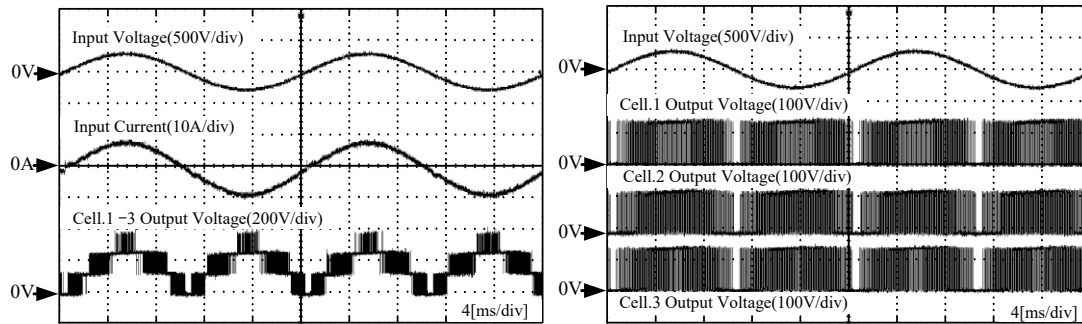 Input Voltage(500V/div)
0V
Input Current(10A/div)
0A
Cell.1 −3 Output Voltage(200V/div)
0V
4[ms/div]
Input Voltage(500V/div)
0V
Cell.1 Output Voltage(100V/div)
0V
Cell.2 Output Voltage(100V/div)
0V
0V
Cell.3 Output Voltage(100V/div)
4[ms/div]